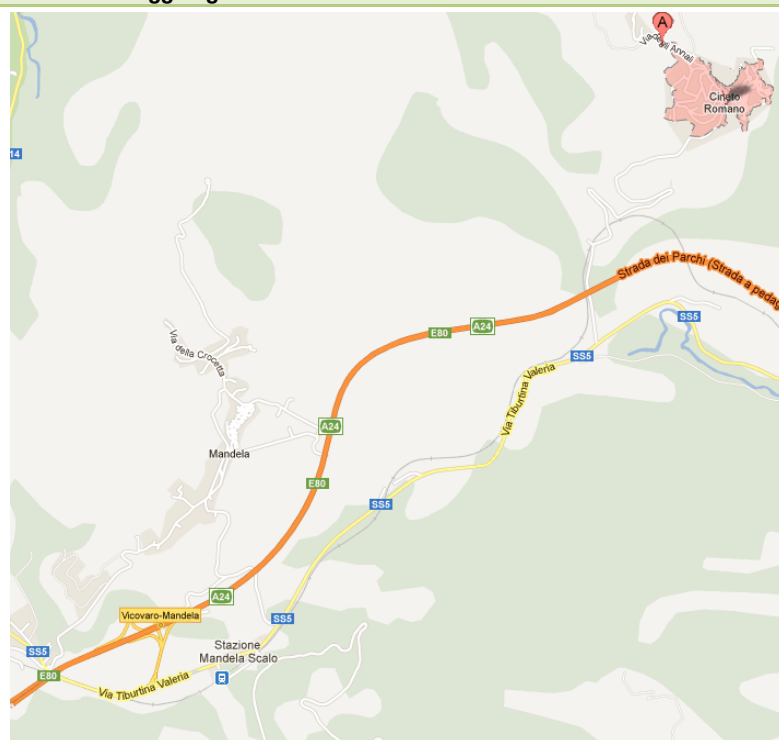 A
Via degli Annali
Cineto
Romano
14
Strada dei Parchi (Strada a pedag
SS5
E80
A24
SS5
Via della Crocetta
Via Tiburtina Valeria
A24
Mandela
E80
SS5
A24
Vicovaro-Mandela
SS5
Stazione
Mandela Scalo
SS5
E80
Via Tiburtina Valeria